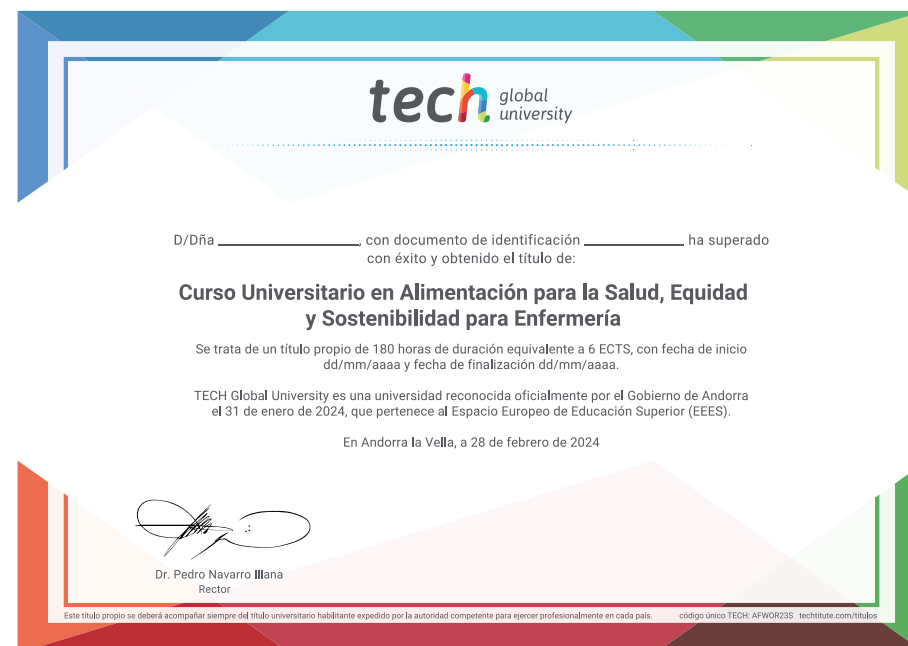 tech global
university
D/Dña ____________________, con documento de identificación ______________ ha superado
con éxito y obtenido el título de:
Curso Universitario en Alimentación para la Salud, Equidad
y Sostenibilidad para Enfermería
Se trata de un título propio de 180 horas de duración equivalente a 6 ECTS, con fecha de inicio
dd/mm/aaaa y fecha de finalización dd/mm/aaaa.
TECH Global University es una universidad reconocida oficialmente por el Gobierno de Andorra
el 31 de enero de 2024, que pertenece al Espacio Europeo de Educación Superior (EEES).
En Andorra la Vella, a 28 de febrero de 2024
Dr. Pedro Navarro Illana
Rector
Este título propio se deberá acompañar siempre del título universitario habilitante expedido por la autoridad competente para ejercer profesionalmente en cada país. código único TECH: AFWOR23S techtitute.com/titulos